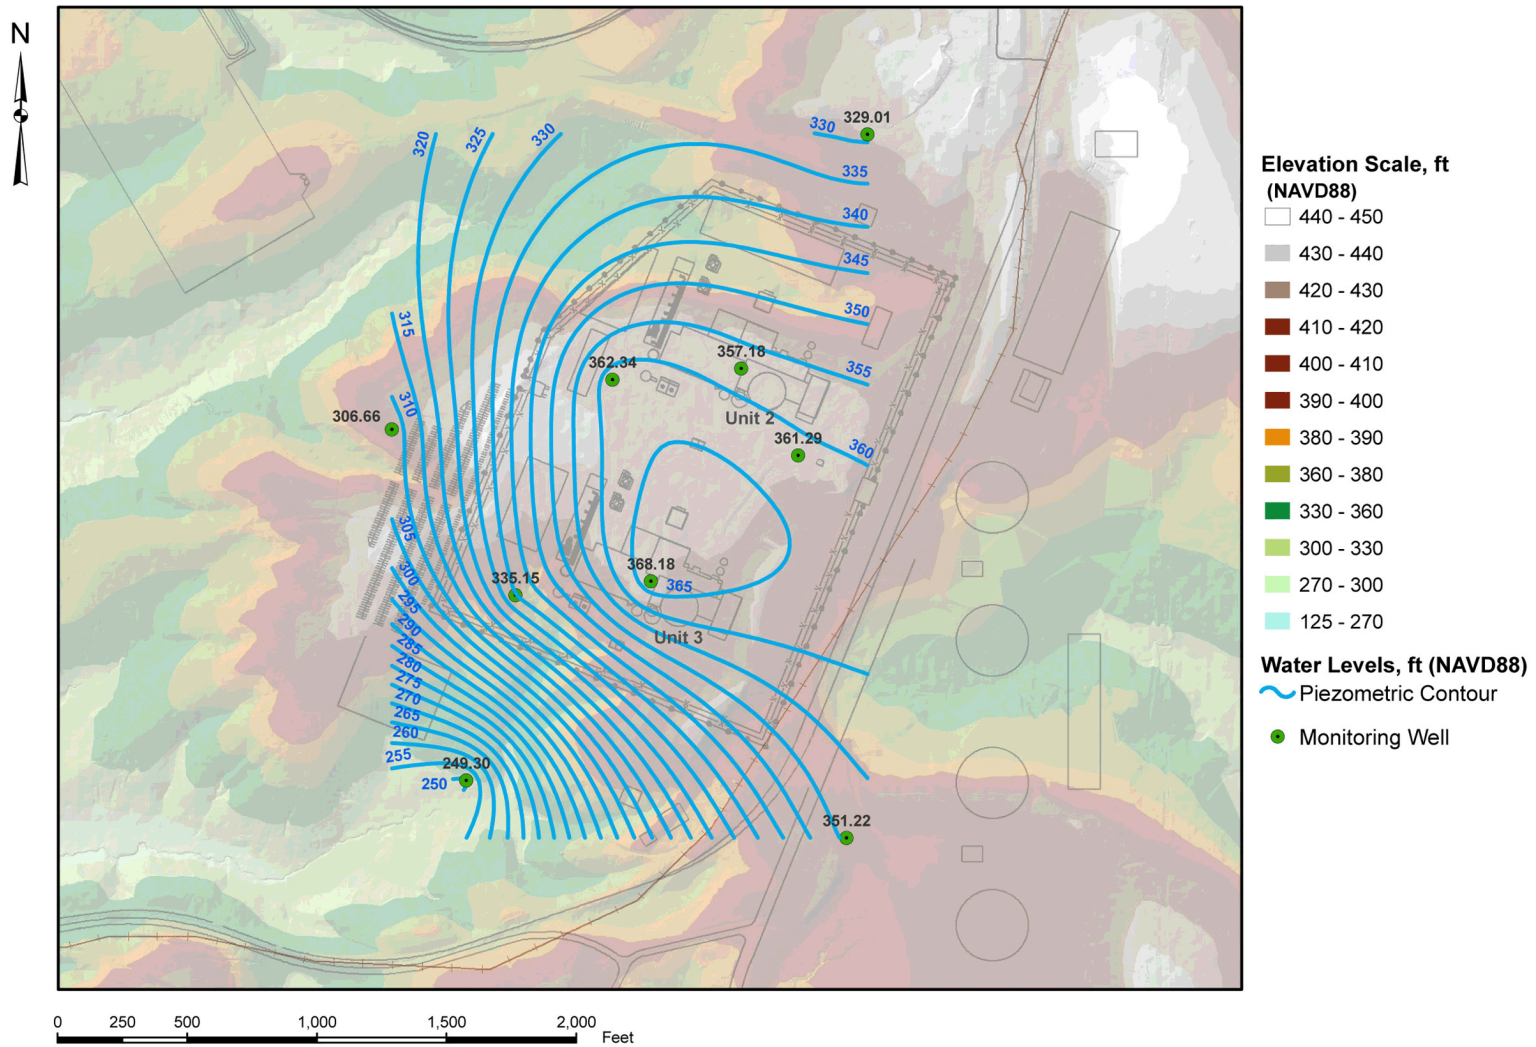 N
320
325
330
330
329.01
335
340
345
350
315
362.34
357.18
355
310
306.66
Unit 2
361.29
360
305
300
335.15
368.18
365
295
290
Unit 3
285
280
275
270
265
260
255
249.30
250
351.22
Elevation Scale, ft
(NAVD88)
440 - 450
430 - 440
420 - 430
410 - 420
400 - 410
390 - 400
380 - 390
360 - 380
330 - 360
300 - 330
270 - 300
125 - 270
Water Levels, ft (NAVD88)
Piezometric Contour
Monitoring Well
0 250 500 1,000 1,500 2,000
Feet